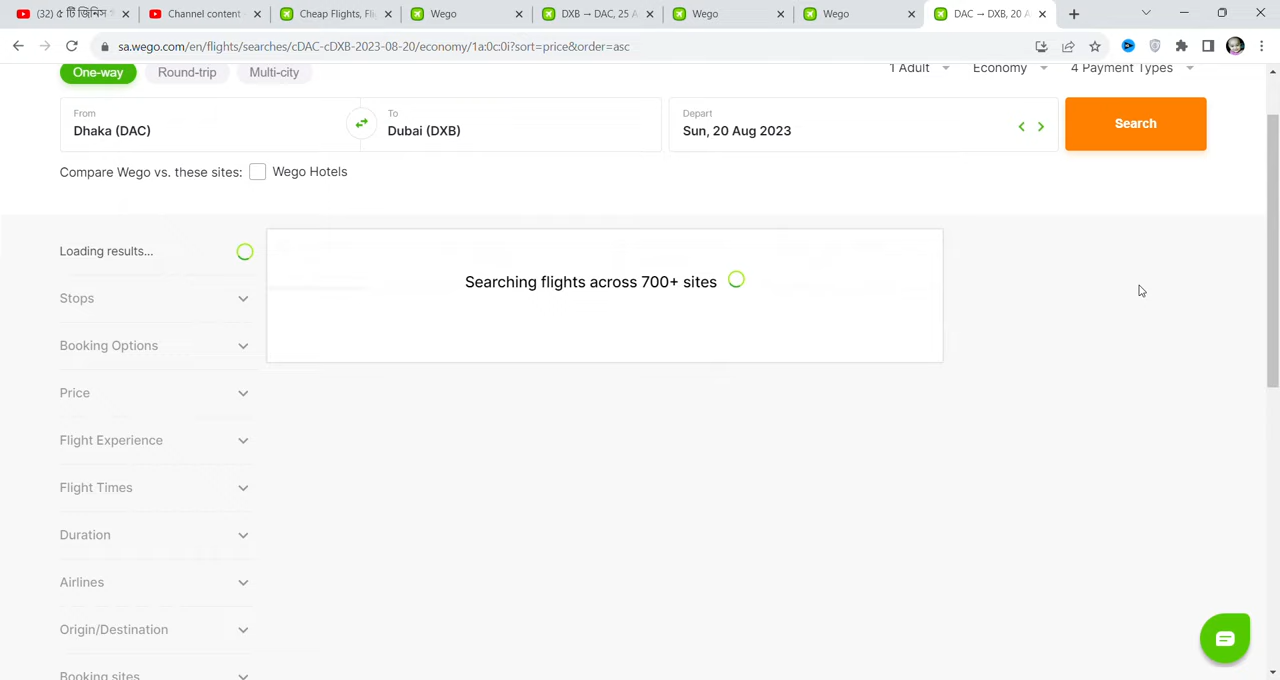 (32) ৫ টি জিনিস
Channel content -
Cheap Flights, Fli
Wego
DXB → DAC, 25 A
Wego
Wego
DAC → DXB, 20 A
sa.wego.com/en/flights/searches/cDAC-cDXB-2023-08-20/economy/1a:0c:0i?sort=price&order=asc
One-way
Round-trip
Multi-city
1 Adult
Economy
4 Payment Types
From
Dhaka (DAC)
To
Dubai (DXB)
Depart
Sun, 20 Aug 2023
Search
Compare Wego vs. these sites:
Wego Hotels
Loading results...
Searching flights across 700+ sites
Stops
Booking Options
Price
Flight Experience
Flight Times
Duration
Airlines
Origin/Destination
Booking sites